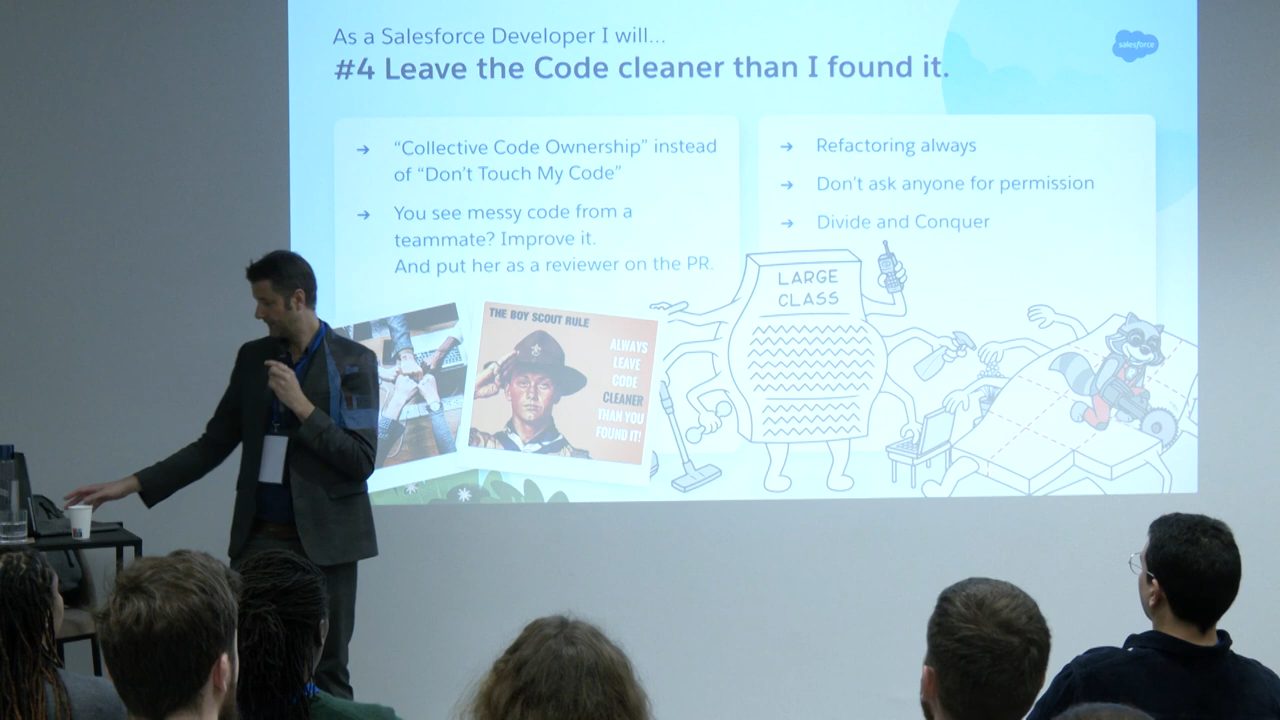 As a Salesforce Developer I will...
#4 Leave the Code cleaner than I found it.
salesforce
➔ “Collective Code Ownership” instead
of “Don’t Touch My Code”
➔ You see messy code from a
teammate? Improve it.
And put her as a reviewer on the PR.
➔ Refactoring always
➔ Don’t ask anyone for permission
➔ Divide and Conquer
THE BOY SCOUT RULE
ALWAYS
LEAVE
CODE
CLEANER
THAN YOU
FOUND IT!
LARGE
CLASS